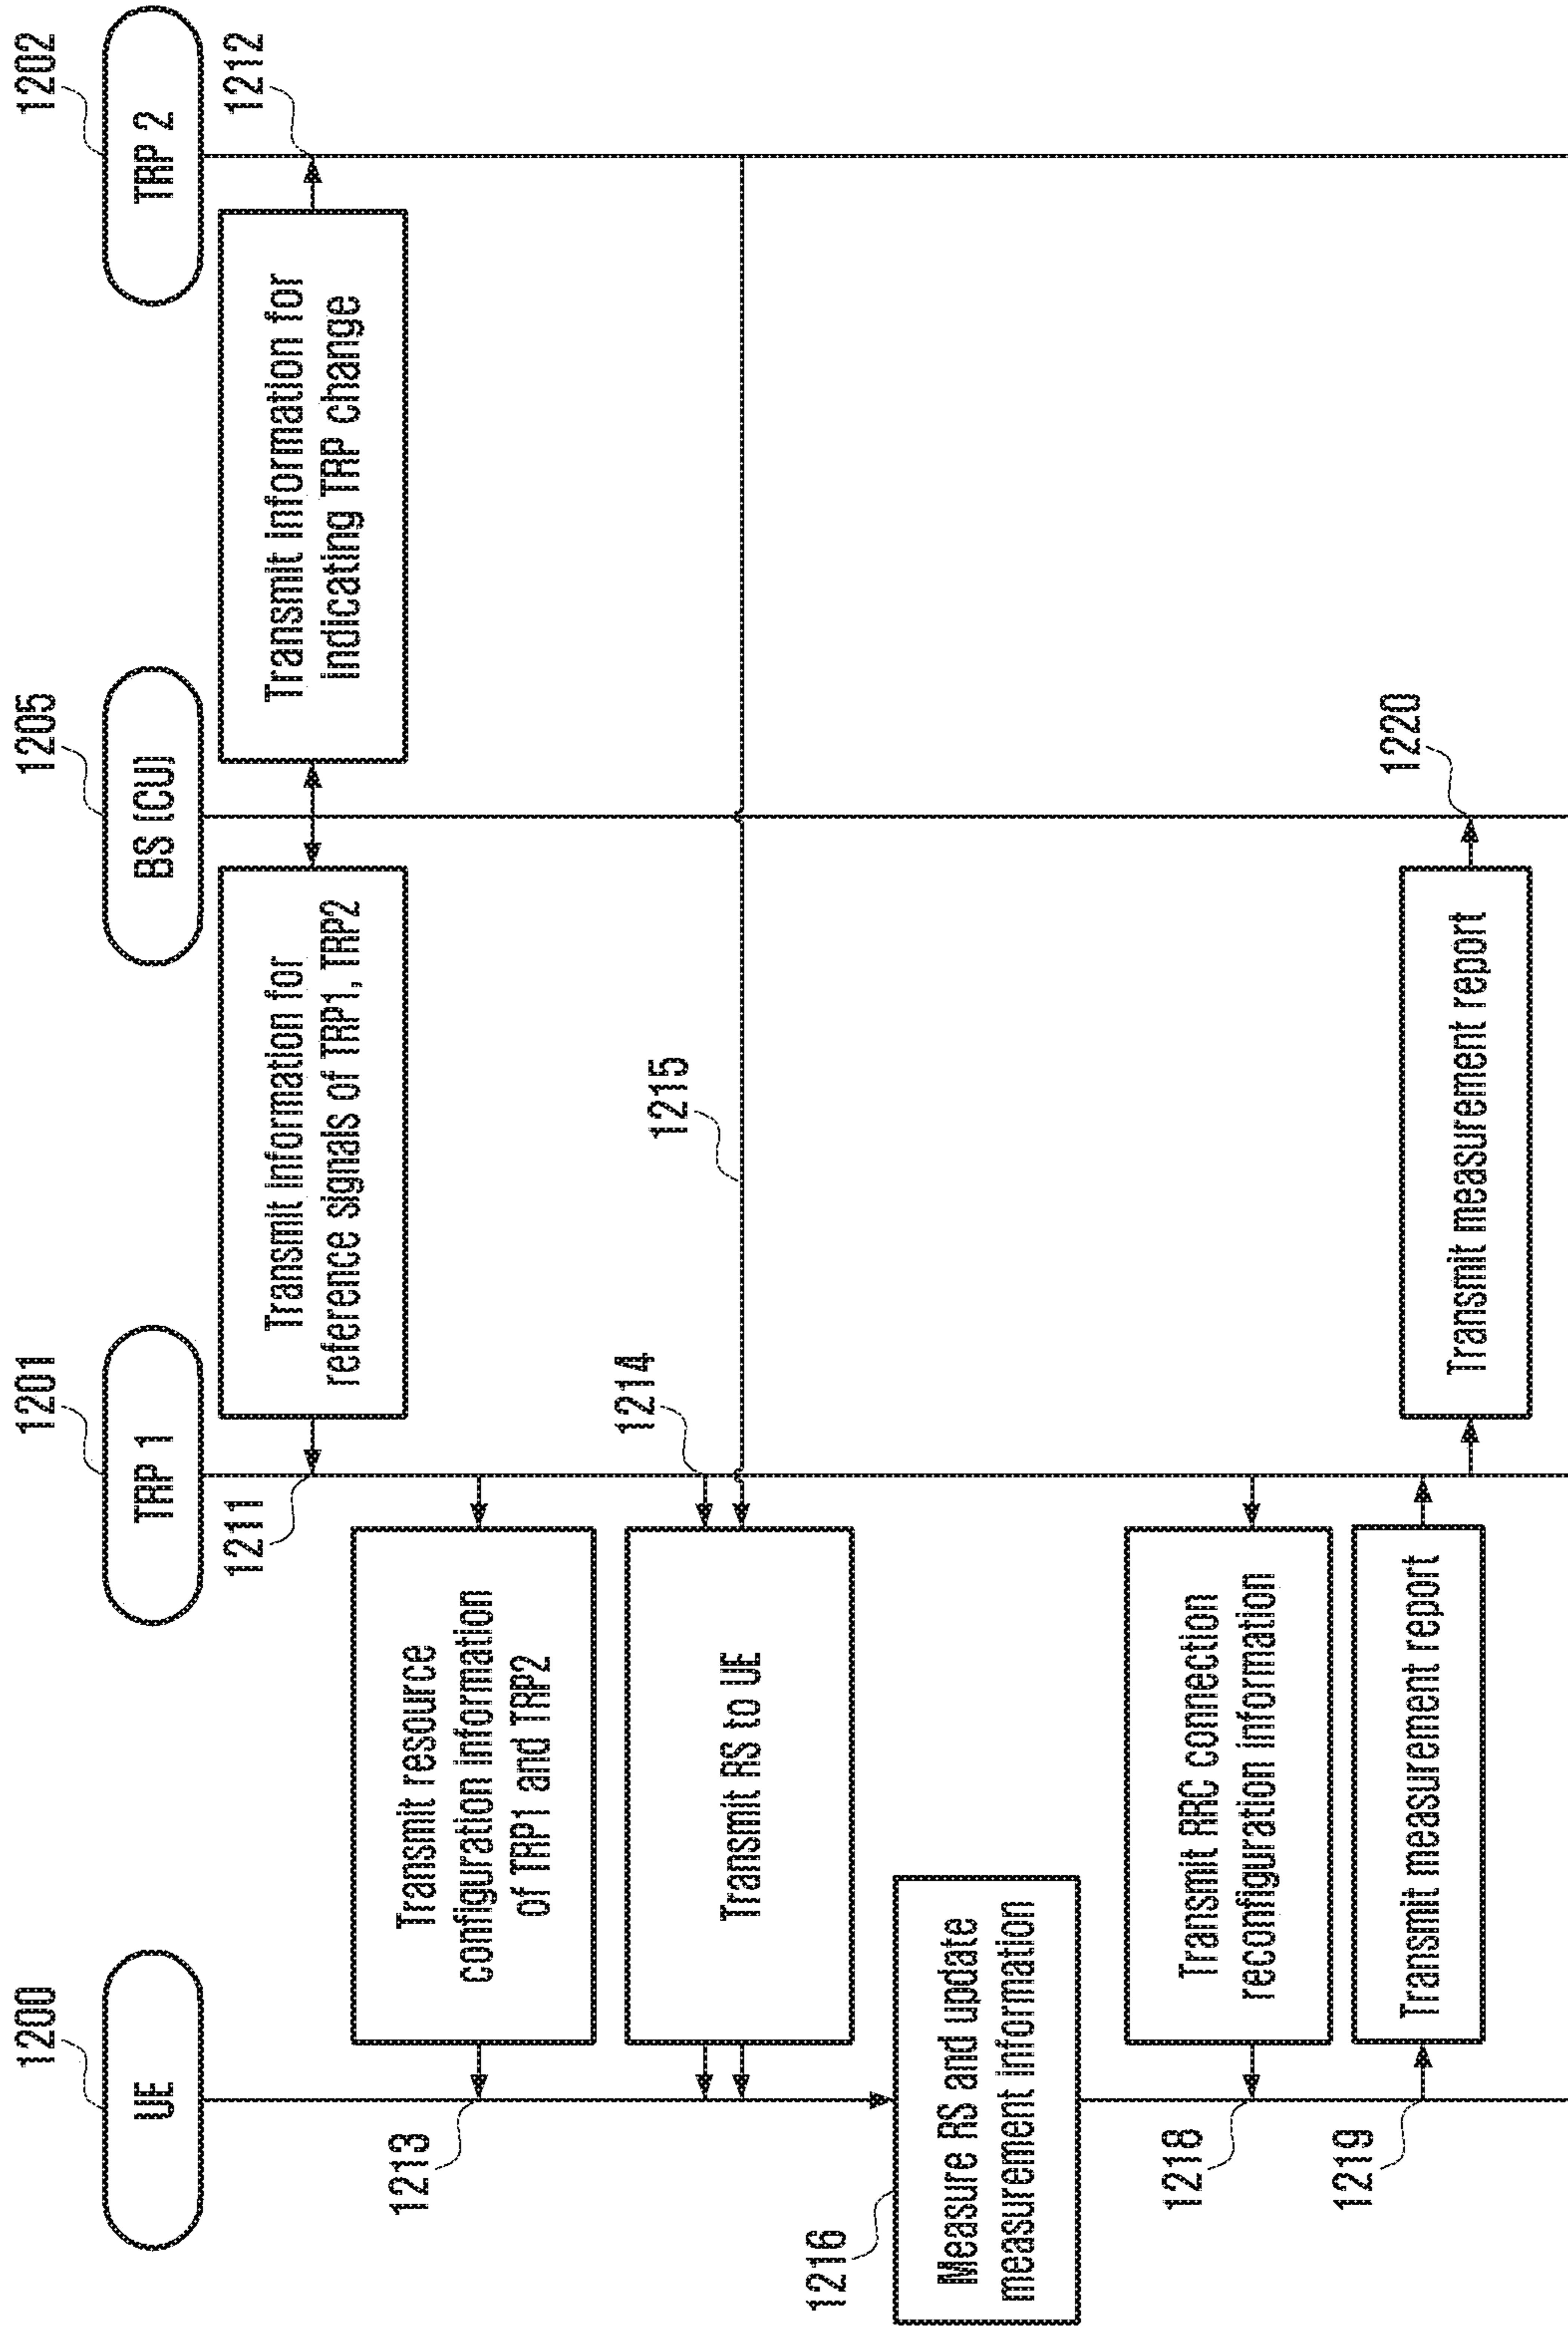 1200
UE
1201
TRP 1
1205
BS (CU)
1202
TRP 2
1211
Transmit information for
reference signals of TRP1, TRP2
Transmit information for
indicating TRP change
1212
1213
Transmit resource
configuration information
of TRP1 and TRP2
1214
1215
Transmit RS to UE
1216
Measure RS and update
measurement information
1218
Transmit RRC connection
reconfiguration information
1219
Transmit measurement report
Transmit measurement report
1220